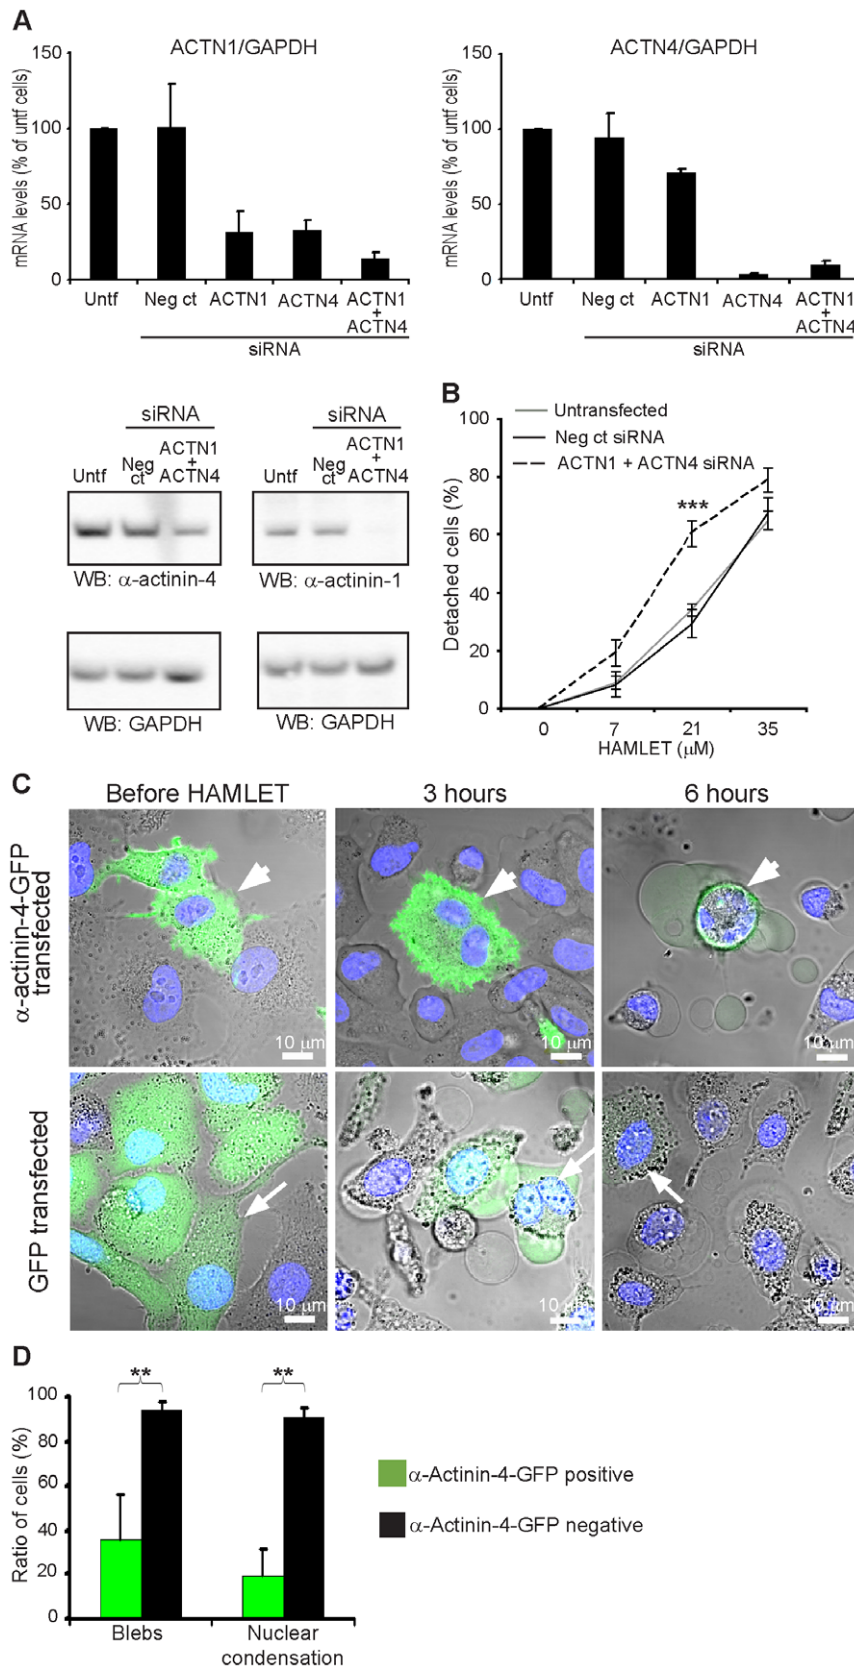 A
ACTN1/GAPDH
mRNA levels (% of untf cells)
150
100
50
0
Untf
Neg ct
ACTN1
ACTN4
ACTN1
+
ACTN4
siRNA
ACTN4/GAPDH
mRNA levels (% of untf cells)
150
100
50
0
Untf
Neg ct
ACTN1
ACTN4
ACTN1
+
ACTN4
siRNA
siRNA
Untf
Neg
ct
ACTN1
+
ACTN4
WB: α-actinin-4
WB: GAPDH
siRNA
Untf
Neg
ct
ACTN1
+
ACTN4
WB: α-actinin-1
WB: GAPDH
B
Untransfected
Neg ct siRNA
ACTN1 + ACTN4 siRNA
Detached cells (%)
100
80
60
40
20
0
***
0
7
21
35
HAMLET (μM)
C
Before HAMLET
3 hours
6 hours
α-actinin-4-GFP
transfected
10 μm
10 μm
10 μm
GFP transfected
10 μm
10 μm
10 μm
D
Ratio of cells (%)
100
80
60
40
20
0
**
**
Blebs
Nuclear
condensation
α-Actinin-4-GFP positive
α-Actinin-4-GFP negative